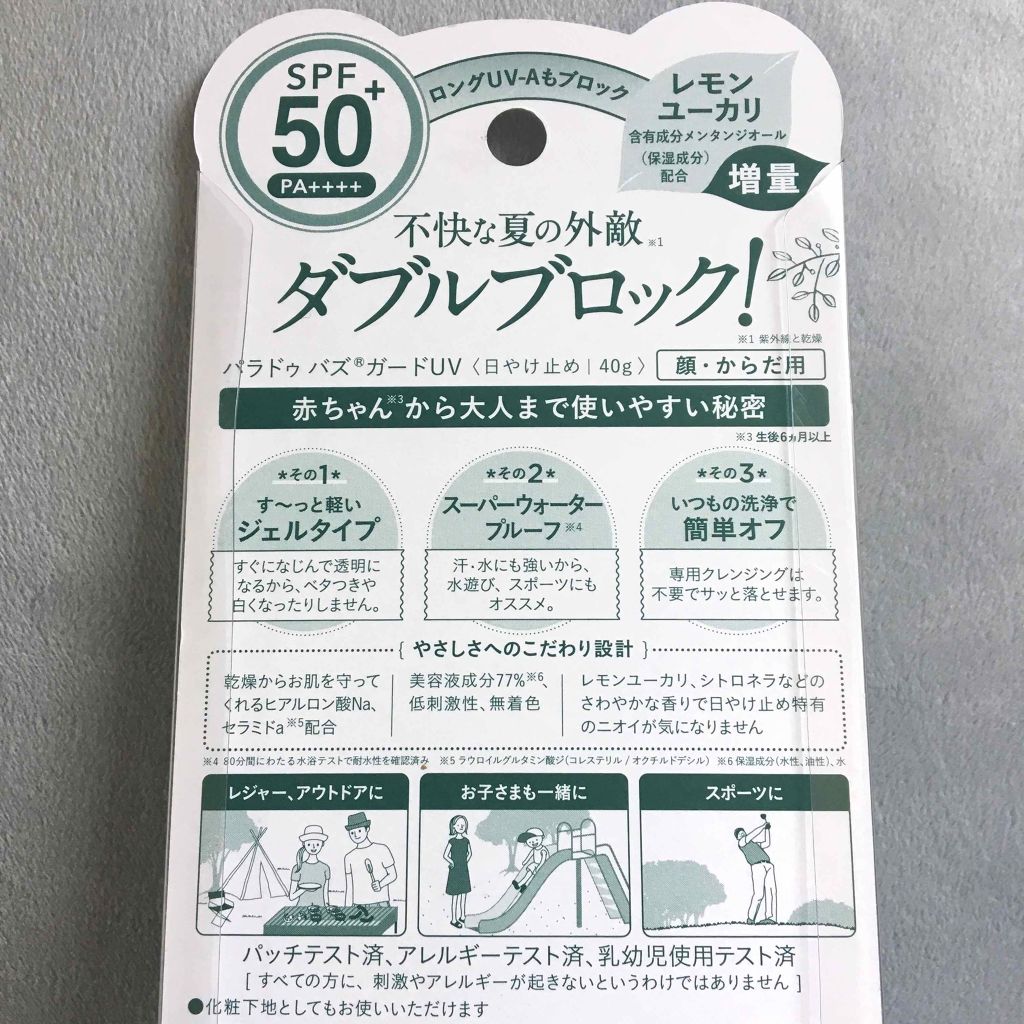 SPF
50+
PA++++
ロングUV-Aもブロック
レモン
ユーカリ
含有成分メンタンジオール
(保湿成分)
配合
増量
不快な夏の外敵※1
ダブルブロック!
※1 紫外線と乾燥
パラドゥ バズ®ガードUV〈日やけ止め|40g〉 顔・からだ用
赤ちゃん※3から大人まで使いやすい秘密
※3 生後6ヵ月以上
*その1*
す〜っと軽い
ジェルタイプ
すぐになじんで透明に
なるから、ベタつきや
白くなったりしません。
*その2*
スーパーウォーター
プルーフ※4
汗・水にも強いから、
水遊び、スポーツにも
オススメ。
*その3*
いつもの洗浄で
簡単オフ
専用クレンジングは
不要でサッと落とせます。
{ やさしさへのこだわり設計 }
乾燥からお肌を守って
くれるヒアルロン酸Na、
セラミドa※5配合
美容液成分77%※6、
低刺激性、無着色
レモンユーカリ、シトロネラなどの
さわやかな香りで日やけ止め特有
のニオイが気になりません
※4 80分間にわたる水浴テストで耐水性を確認済み ※5 ラウロイルグルタミン酸ジ(コレステリル/オクチルドデシル) ※6 保湿成分(水性、油性)、水
レジャー、アウトドアに
お子さまも一緒に
スポーツに
パッチテスト済、アレルギーテスト済、乳幼児使用テスト済
[ すべての方に、刺激やアレルギーが起きないというわけではありません ]
●化粧下地としてもお使いいただけます